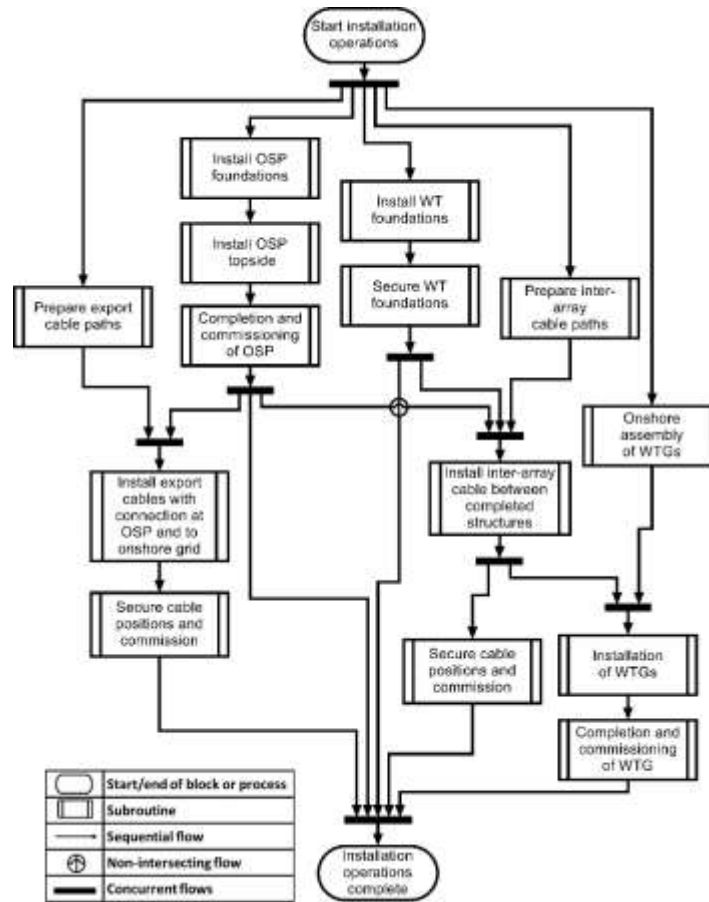 Start installation
operations
Install OSP
foundations
Install WT
foundations
Install OSP
topside
Secure WT
foundations
Prepare export
cable paths
Prepare inter-
array
cable paths
Completion and
commissioning
of OSP
Onshore
assembly
of WTGs
Install export
cables with
connection at
OSP and to
onshore grid
Install inter-array
cable between
completed
structures
Secure cable
positions and
commission
Secure cable
positions and
commission
Installation
of WTGs
Completion and
commissioning
of WTG
Installation
operations
complete
Start/end of block or process
Subroutine
Sequential flow
Non-intersecting flow
Concurrent flows